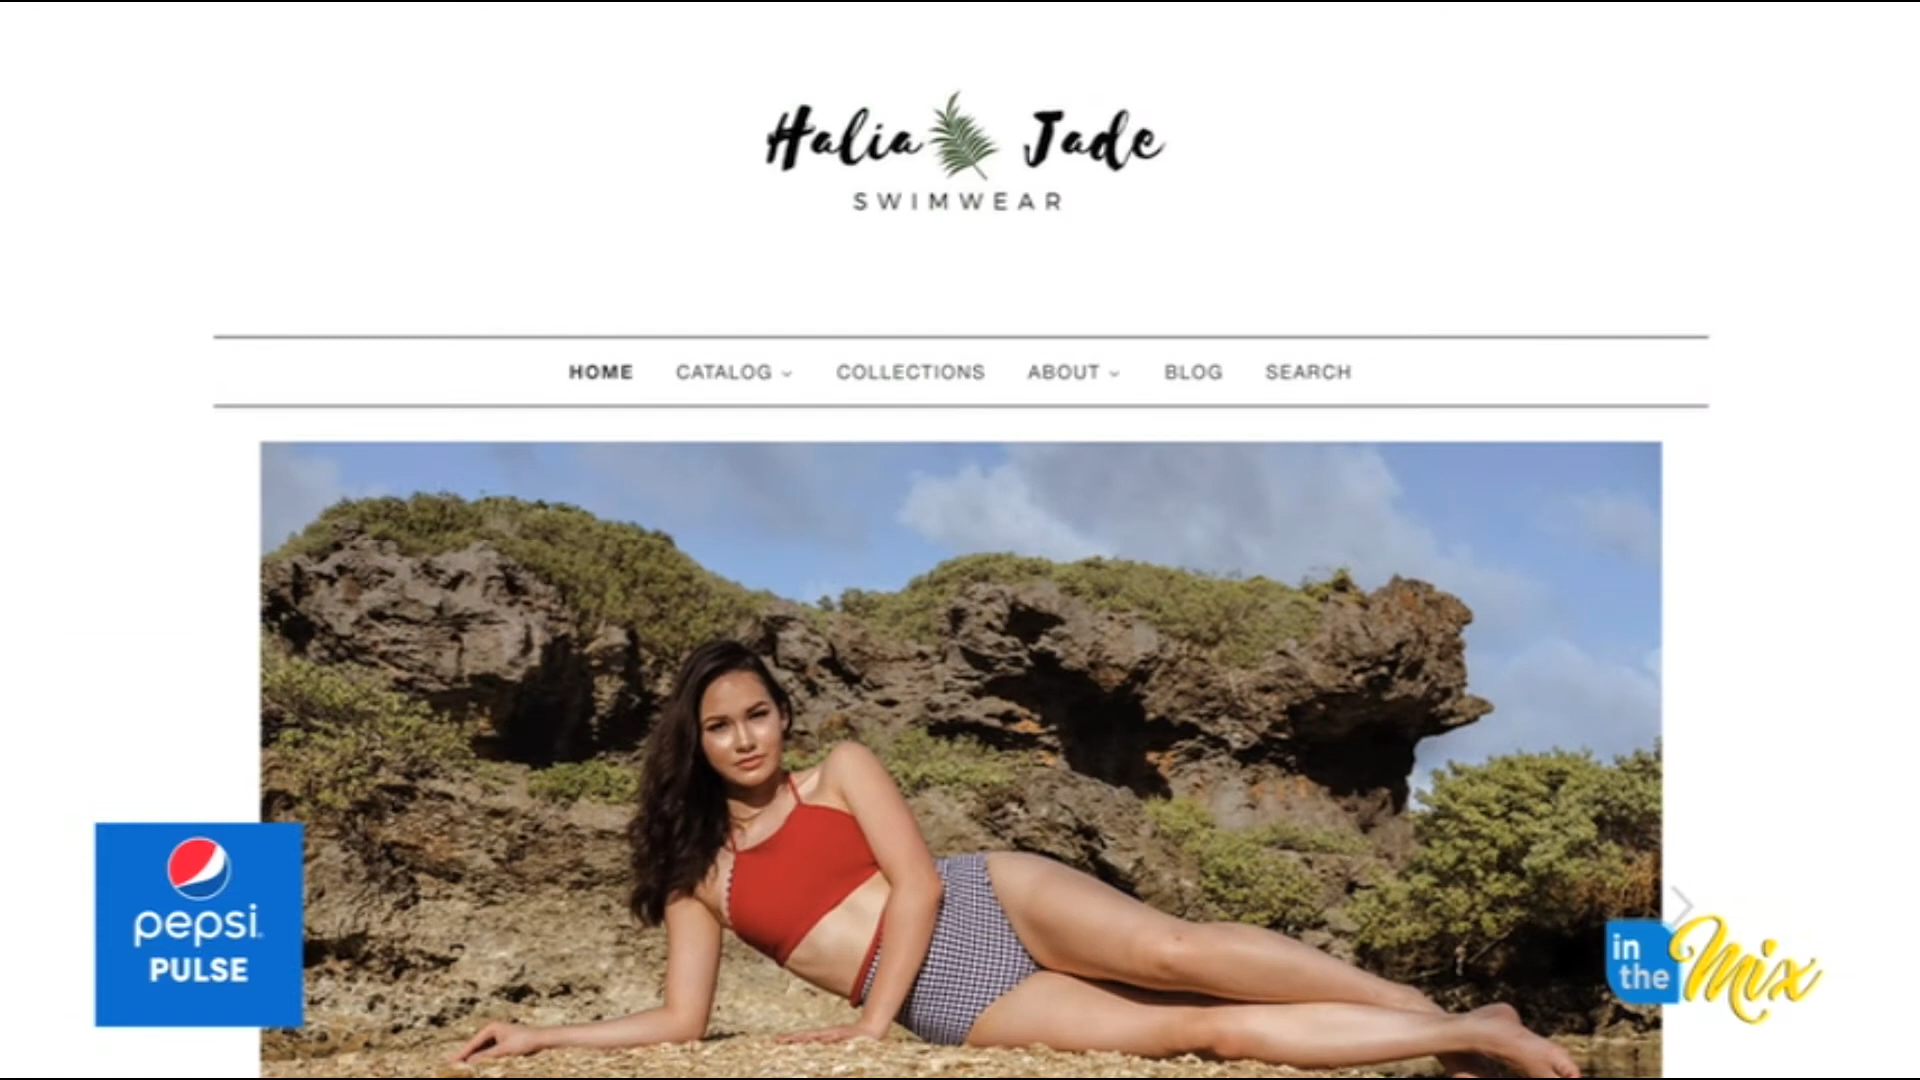 Halia Jade
SWIMWEAR
HOME CATALOG COLLECTIONS ABOUT BLOG SEARCH
pepsi
PULSE
in
the Mix